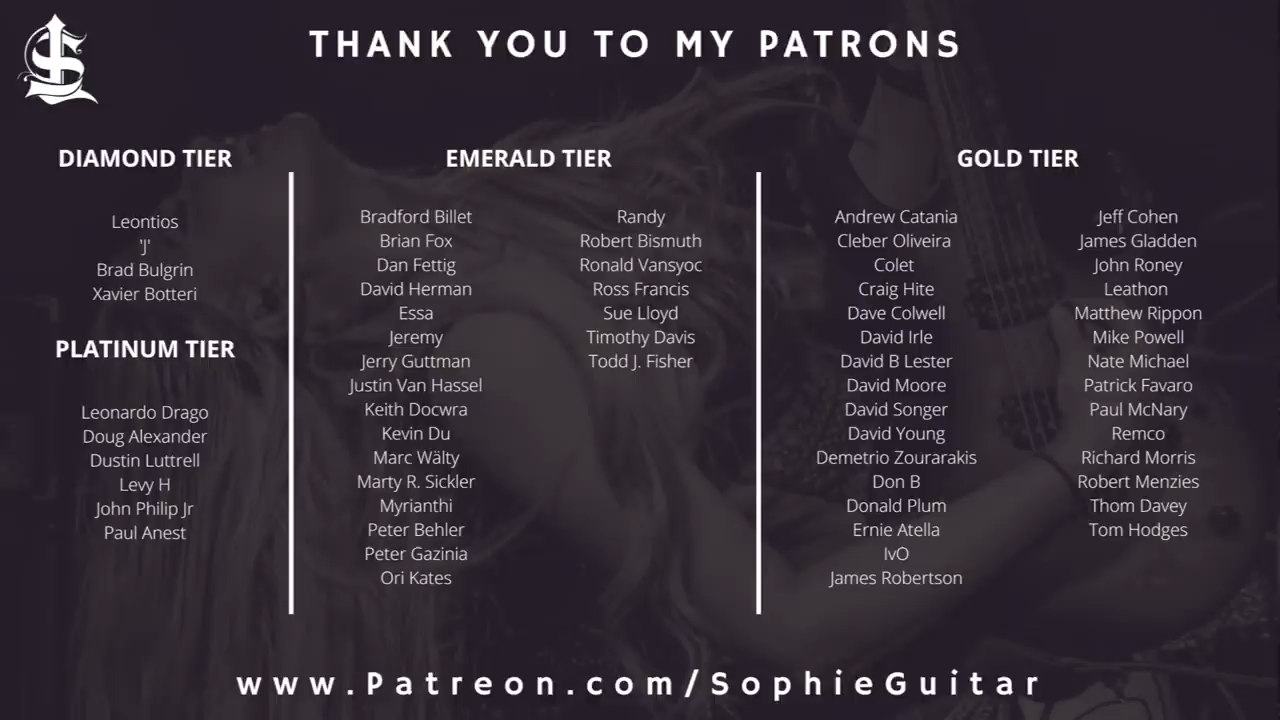 THANK YOU TO MY PATRONS
DIAMOND TIER
Leontios
'J'
Brad Bulgrin
Xavier Botteri
PLATINUM TIER
Leonardo Drago
Doug Alexander
Dustin Luttrell
Levy H
John Philip Jr
Paul Anest
EMERALD TIER
Bradford Billet
Brian Fox
Dan Fettig
David Herman
Essa
Jeremy
Jerry Guttman
Justin Van Hassel
Keith Docwra
Kevin Du
Marc Wälty
Marty R. Sickler
Myrianthi
Peter Behler
Peter Gazinia
Ori Kates
Randy
Robert Bismuth
Ronald Vansyoc
Ross Francis
Sue Lloyd
Timothy Davis
Todd J. Fisher
GOLD TIER
Andrew Catania
Cleber Oliveira
Colet
Craig Hite
Dave Colwell
David Irle
David B Lester
David Moore
David Songer
David Young
Demetrio Zourarakis
Don B
Donald Plum
Ernie Atella
IvO
James Robertson
Jeff Cohen
James Gladden
John Roney
Leathon
Matthew Rippon
Mike Powell
Nate Michael
Patrick Favaro
Paul McNary
Remco
Richard Morris
Robert Menzies
Thom Davey
Tom Hodges
www.Patreon.com/SophieGuitar